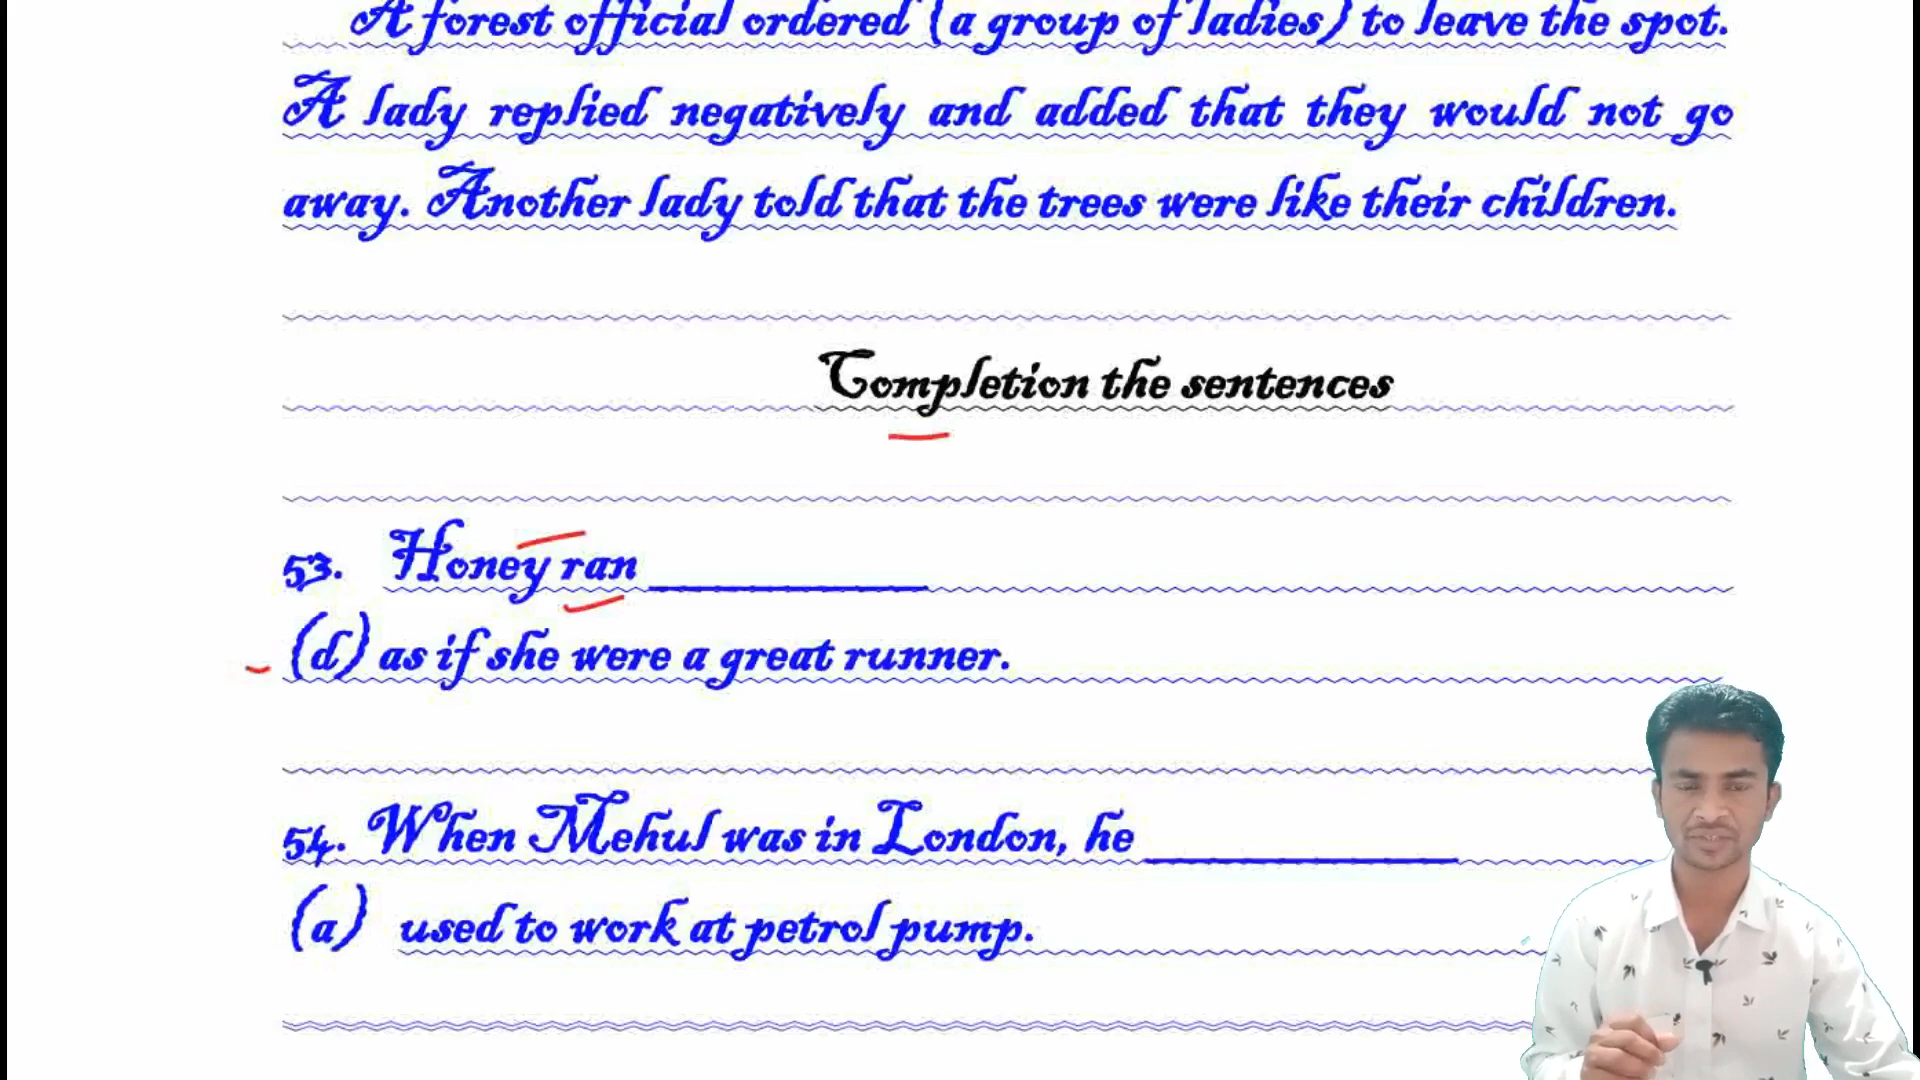 A forest official ordered (a group of ladies) to leave the spot.
A lady replied negatively and added that they would not go
away. Another lady told that the trees were like their children.
Completion the sentences
53. Honey ran ____________
(d) as if she were a great runner.
54. When Mehul was in London, he ____________
(a) used to work at petrol pump.